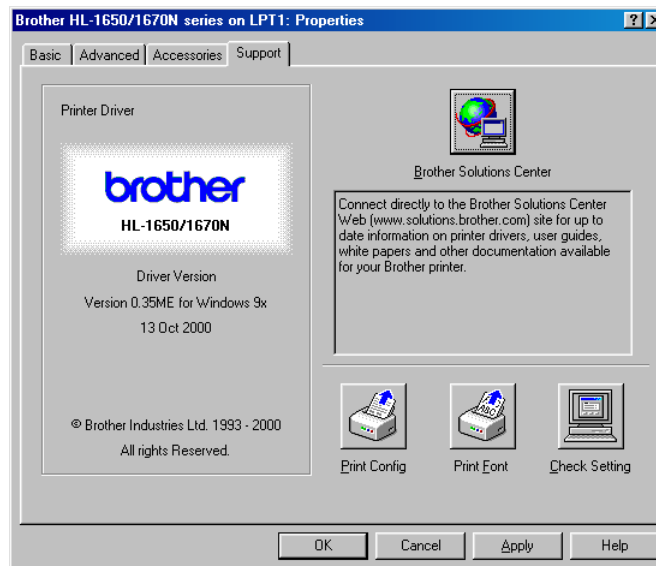 Brother HL-1650/1670N series on LPT1: Properties
Basic Advanced Accessories Support
Printer Driver
brother
HL-1650/1670N
Driver Version
Version 0.35ME for Windows 9x
13 Oct 2000
© Brother Industries Ltd. 1993 - 2000
All rights Reserved.
Brother Solutions Center
Connect directly to the Brother Solutions Center
Web (www.solutions.brother.com) site for up to
date information on printer drivers, user guides,
white papers and other documentation available
for your Brother printer.
Print Config Print Font Check Setting
OK Cancel Apply Help